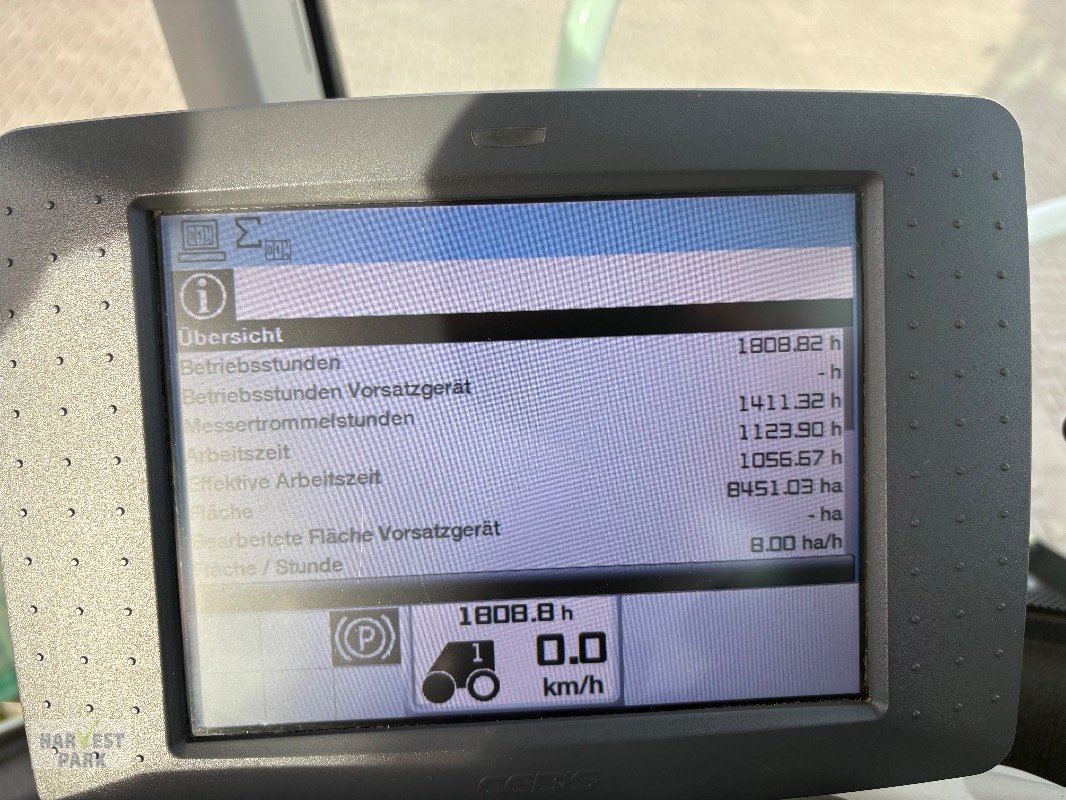 Übersicht
Betriebsstunden 1808.82 h
Betriebsstunden Vorsatzgerät - h
Messertrommelstunden 1411.32 h
Arbeitszeit 1123.90 h
Effektive Arbeitszeit 1056.67 h
Fläche 8451.03 ha
Bearbeitete Fläche Vorsatzgerät - ha
Fläche / Stunde 8.00 ha/h
1808.8 h
P
1
0.0
km/h
HARVEST
PARK
CEBIS